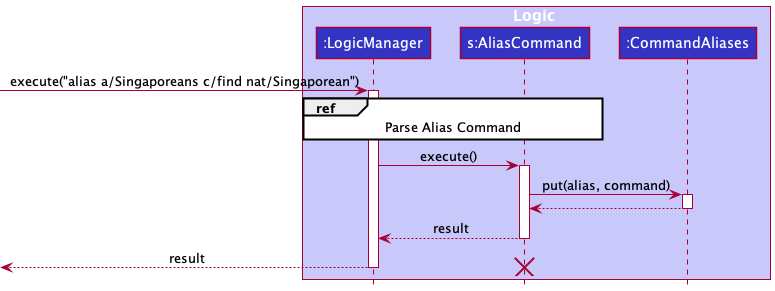 Logic
:LogicManager
s:AliasCommand
:CommandAliases
execute("alias a/Singaporeans c/find nat/Singaporean")
ref
Parse Alias Command
execute()
put(alias, command)
result
result